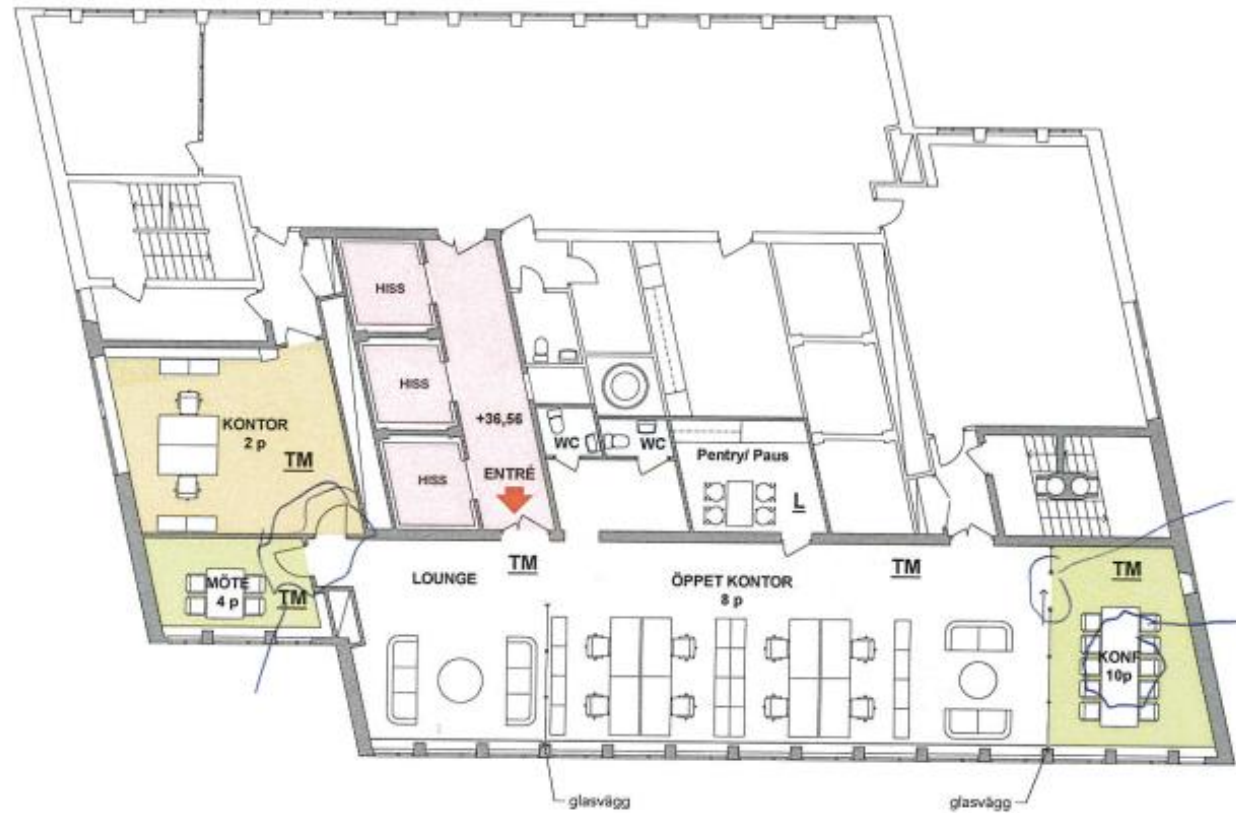 HISS
HISS
+36,56
KONTOR
2 p
WC
WC
Pentry/ Paus
TM
HISS
ENTRÉ
L
TM
TM
TM
LOUNGE
ÖPPET KONTOR
8 p
MÖTE
4 p
TM
KONF
10p
glasvägg
glasvägg